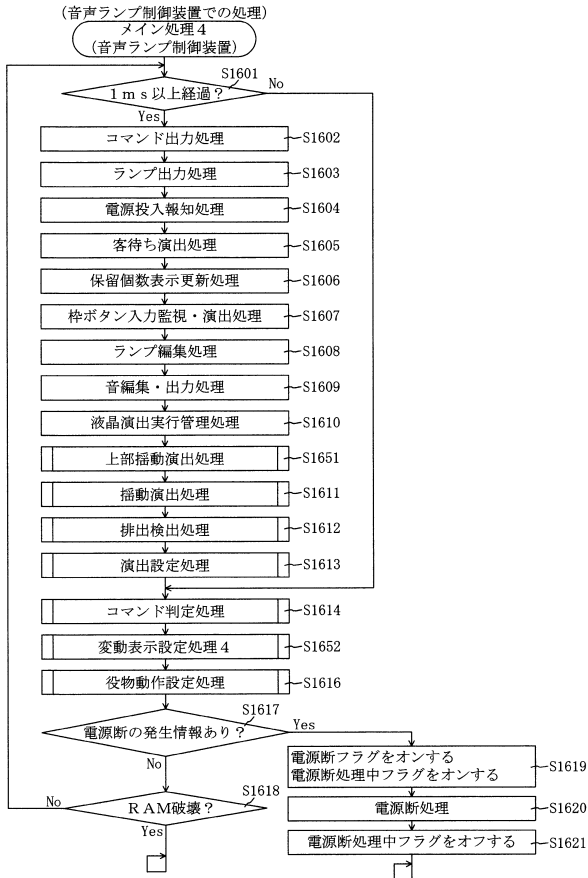 (音声ランプ制御装置での処理)
メイン処理4
(音声ランプ制御装置)
S1601
1ms以上経過?
No
Yes
コマンド出力処理 S1602
ランプ出力処理 S1603
電源投入報知処理 S1604
客待ち演出処理 S1605
保留個数表示更新処理 S1606
枠ボタン入力監視・演出処理 S1607
ランプ編集処理 S1608
音編集・出力処理 S1609
液晶演出実行管理処理 S1610
上部揺動演出処理 S1651
揺動演出処理 S1611
排出検出処理 S1612
演出設定処理 S1613
コマンド判定処理 S1614
変動表示設定処理4 S1652
役物動作設定処理 S1616
S1617
電源断の発生情報あり?
Yes
No
電源断フラグをオンする
電源断処理中フラグをオンする
S1619
S1618
RAM破壊?
No
Yes
電源断処理 S1620
電源断処理中フラグをオフする S1621